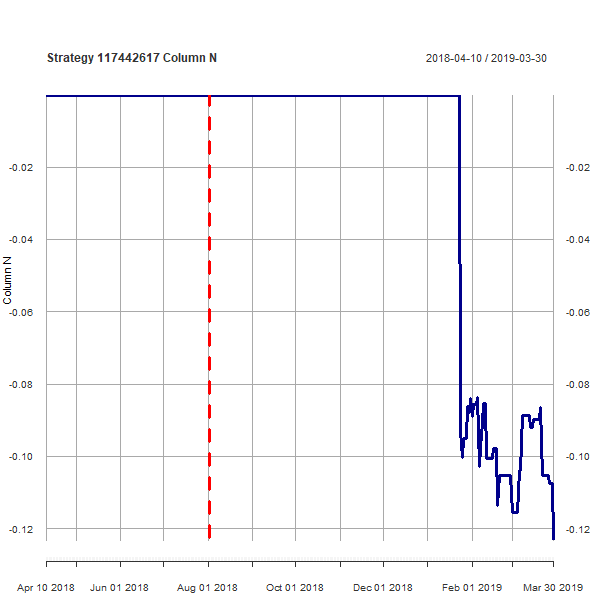 Strategy 117442617 Column N
2018-04-10 / 2019-03-30
-0.02 -0.02
-0.04 -0.04
-0.06 -0.06
-0.08 -0.08
-0.10 -0.10
-0.12 -0.12
Column N
Apr 10 2018 Jun 01 2018 Aug 01 2018 Oct 01 2018 Dec 01 2018 Feb 01 2019 Mar 30 2019